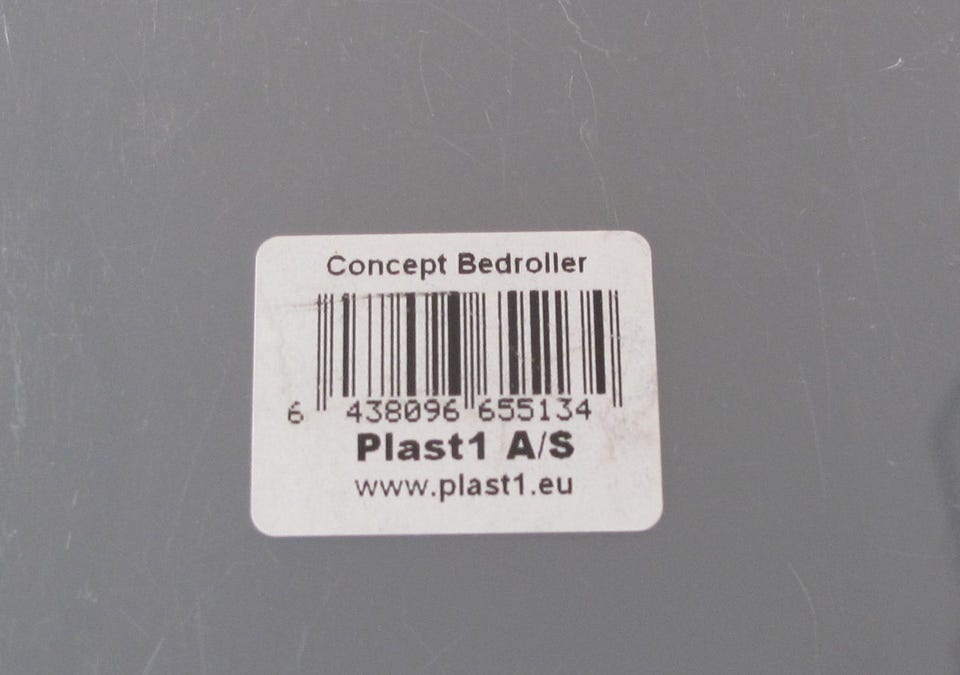 Concept Bedroller
6 438096 655134
Plast1 A/S
www.plast1.eu